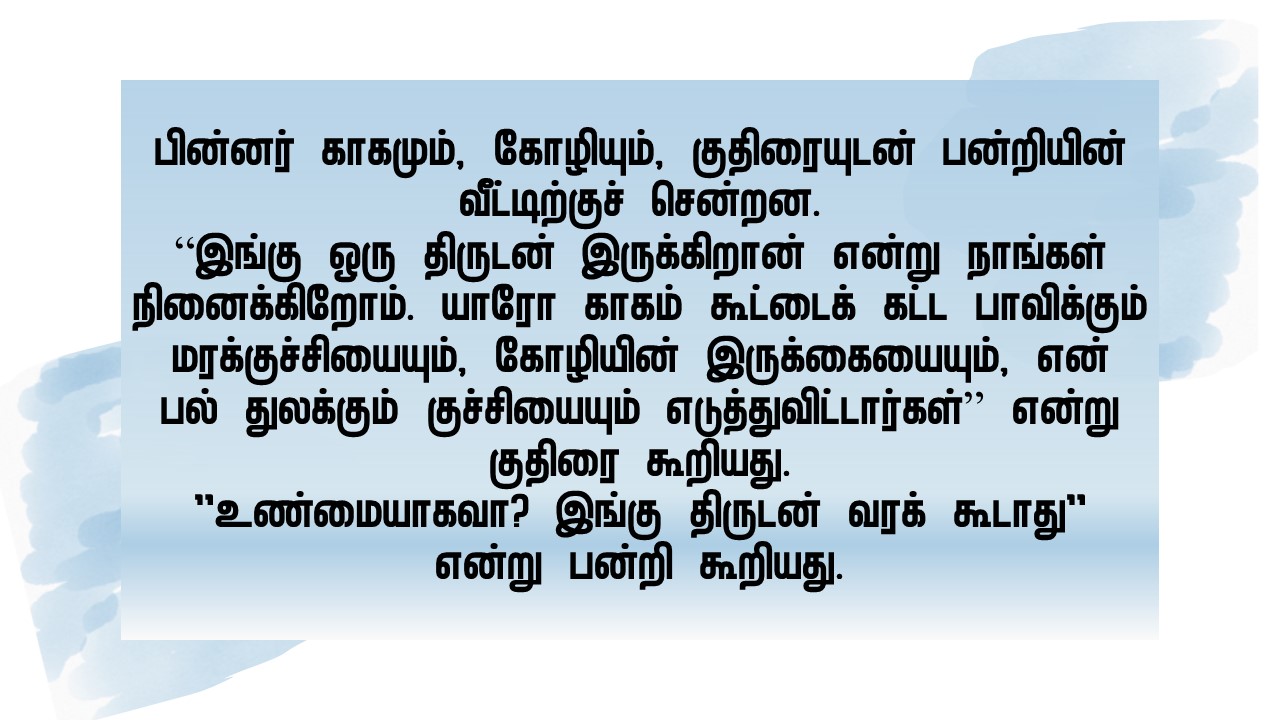 பின்னர் காகமும், கோழியும், குதிரையுடன் பன்றியின்
வீட்டிற்குச் சென்றன.
“இங்கு ஒரு திருடன் இருக்கிறான் என்று நாங்கள்
நினைக்கிறோம். யாரோ காகம் கூட்டைக் கட்ட பாவிக்கும்
மரக்குச்சியையும், கோழியின் இருக்கையையும், என்
பல் துலக்கும் குச்சியையும் எடுத்துவிட்டார்கள்” என்று
குதிரை கூறியது.
”உண்மையாகவா? இங்கு திருடன் வரக் கூடாது”
என்று பன்றி கூறியது.